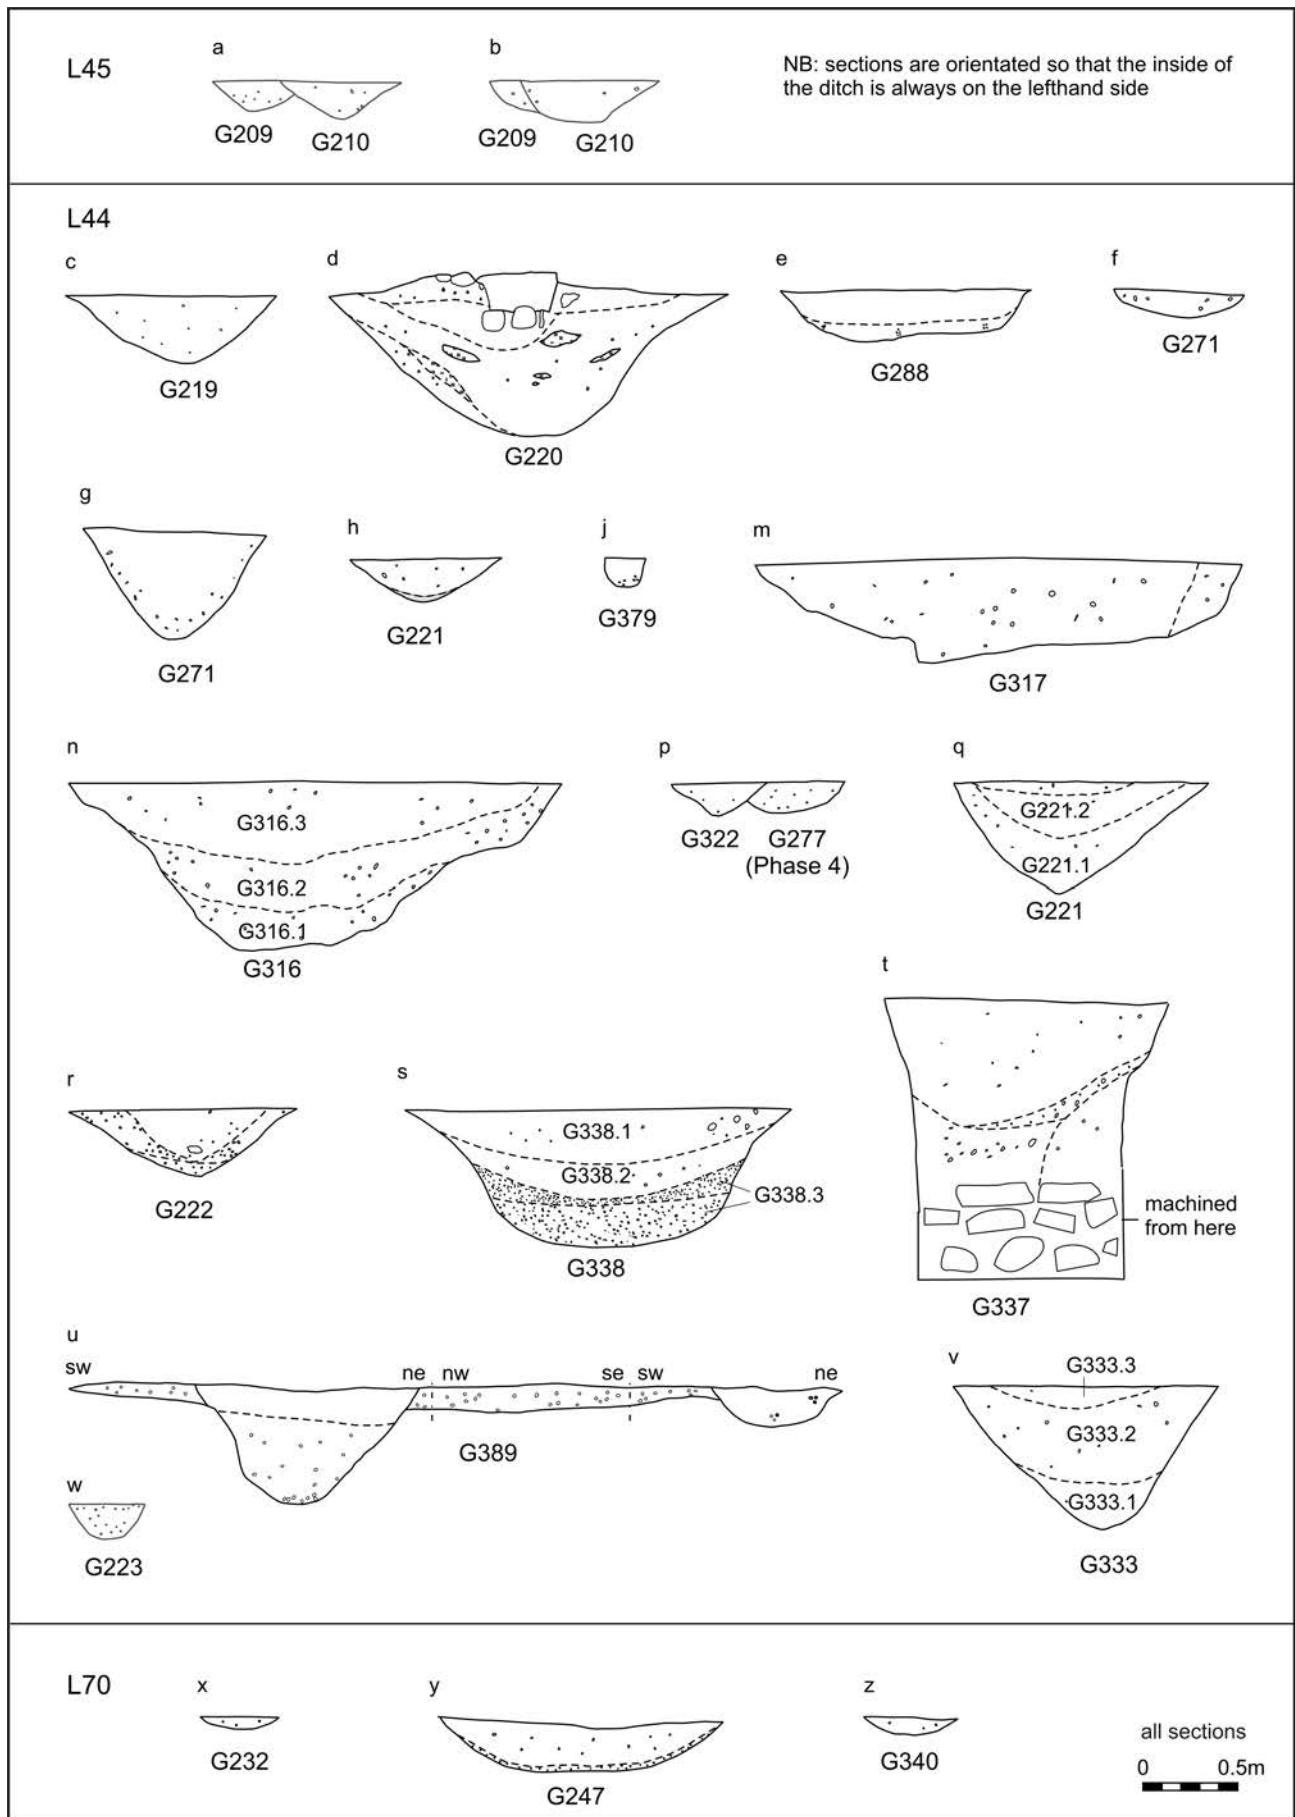 L45
a
b
NB: sections are orientated so that the inside of
the ditch is always on the lefthand side
G209
G210
G209
G210
L44
c
d
e
f
G219
G220
G288
G271
g
h
j
m
G271
G221
G379
G317
n
p
q
G316.3
G316.2
G316.1
G316
G322
G277
(Phase 4)
G221.2
G221.1
G221
r
s
t
G222
G338.1
G338.2
G338.3
G338
machined
from here
G337
u
sw
ne
nw
se
sw
ne
G389
v
G333.3
G333.2
G333.1
G333
w
G223
L70
x
y
z
G232
G247
G340
all sections
0
0.5m